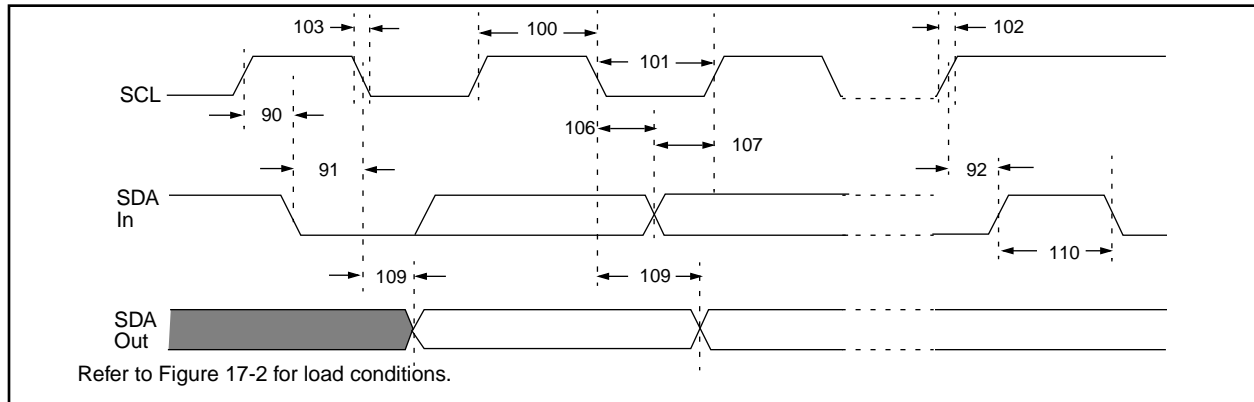 103
100
101
102
SCL
90
106
107
91
92
SDA
In
110
109
109
SDA
Out
Refer to Figure 17-2 for load conditions.